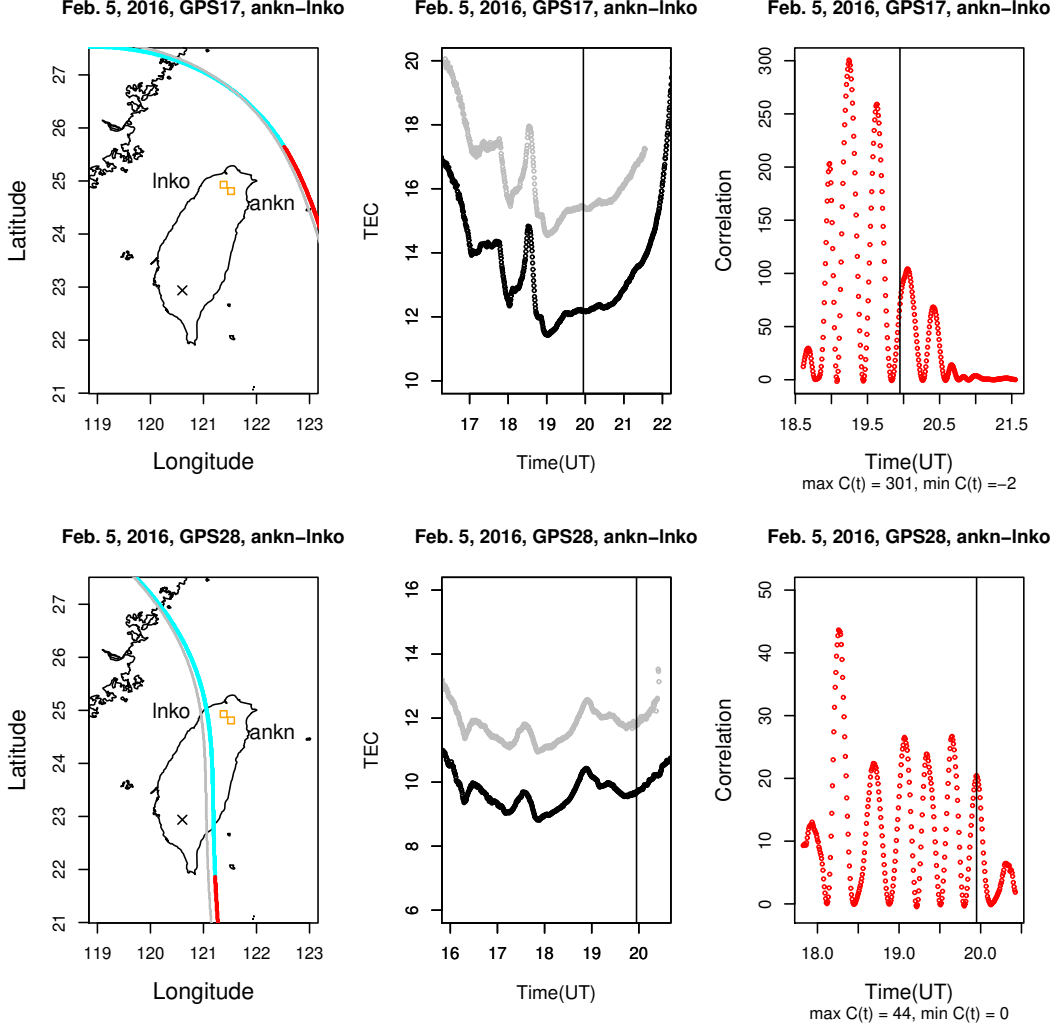 Feb. 5, 2016, GPS17, ankn−lnko
27
26
25
24
23
22
21
Latitude
lnko
ankn
119 120 121 122 123
Longitude
Feb. 5, 2016, GPS17, ankn−lnko
20
18
16
14
12
10
TEC
17 18 19 20 21 22
Time(UT)
Feb. 5, 2016, GPS17, ankn−lnko
300
250
200
150
100
50
0
Correlation
18.5 19.5 20.5 21.5
Time(UT)
max C(t) = 301, min C(t) =−2
Feb. 5, 2016, GPS28, ankn−lnko
27
26
25
24
23
22
21
Latitude
lnko
ankn
119 120 121 122 123
Longitude
Feb. 5, 2016, GPS28, ankn−lnko
16
14
12
10
8
6
TEC
16 17 18 19 20
Time(UT)
Feb. 5, 2016, GPS28, ankn−lnko
50
40
30
20
10
0
Correlation
18.0 19.0 20.0
Time(UT)
max C(t) = 44, min C(t) = 0